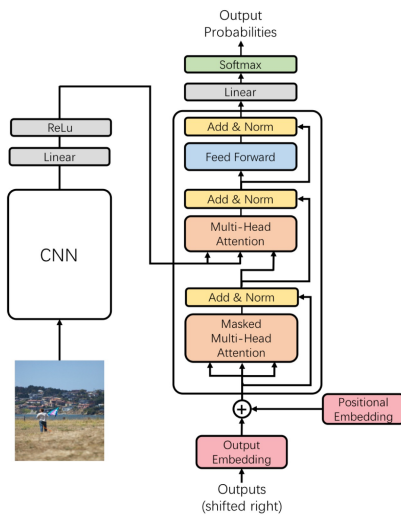 Output
Probabilities
Softmax
Linear
Add & Norm
Feed Forward
Add & Norm
Multi-Head
Attention
Add & Norm
Masked
Multi-Head
Attention
Positional
Embedding
Output
Embedding
Outputs
(shifted right)
ReLu
Linear
CNN